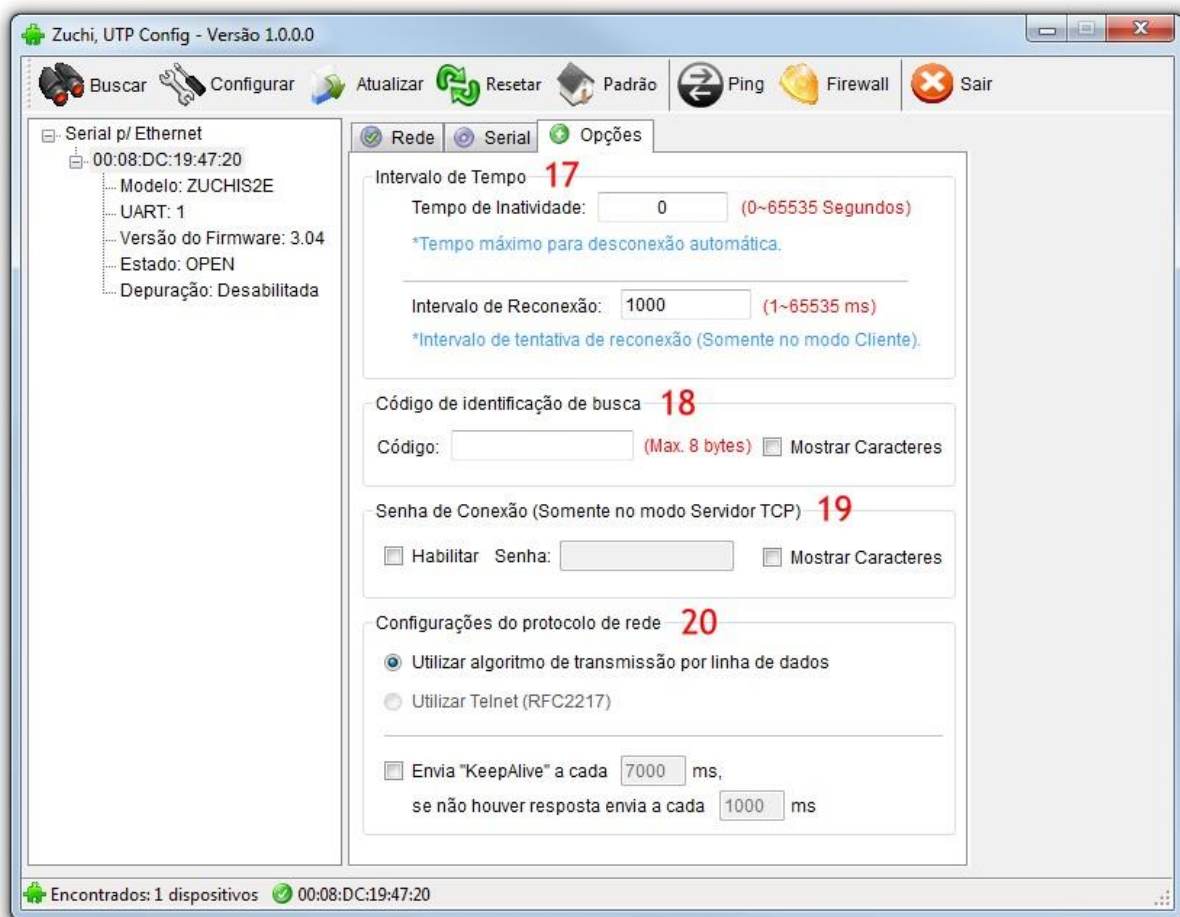 Zuchi, UTP Config - Versão 1.0.0.0
Buscar Configurar Atualizar Resetar Padrão Ping Firewall Sair
Serial p/ Ethernet
00:08:DC:19:47:20
Modelo: ZUCHIS2E
UART: 1
Versão do Firmware: 3.04
Estado: OPEN
Depuração: Desabilitada
Rede Serial Opções
Intervalo de Tempo 17
Tempo de Inatividade: 0 (0~65535 Segundos)
*Tempo máximo para desconexão automática.
Intervalo de Reconexão: 1000 (1~65535 ms)
*Intervalo de tentativa de reconexão (Somente no modo Cliente).
Código de identificação de busca 18
Código: (Max. 8 bytes) Mostrar Caracteres
Senha de Conexão (Somente no modo Servidor TCP) 19
Habilitar Senha: Mostrar Caracteres
Configurações do protocolo de rede 20
Utilizar algoritmo de transmissão por linha de dados
Utilizar Telnet (RFC2217)
Envia "KeepAlive" a cada 7000 ms,
se não houver resposta envia a cada 1000 ms
Encontrados: 1 dispositivos 00:08:DC:19:47:20